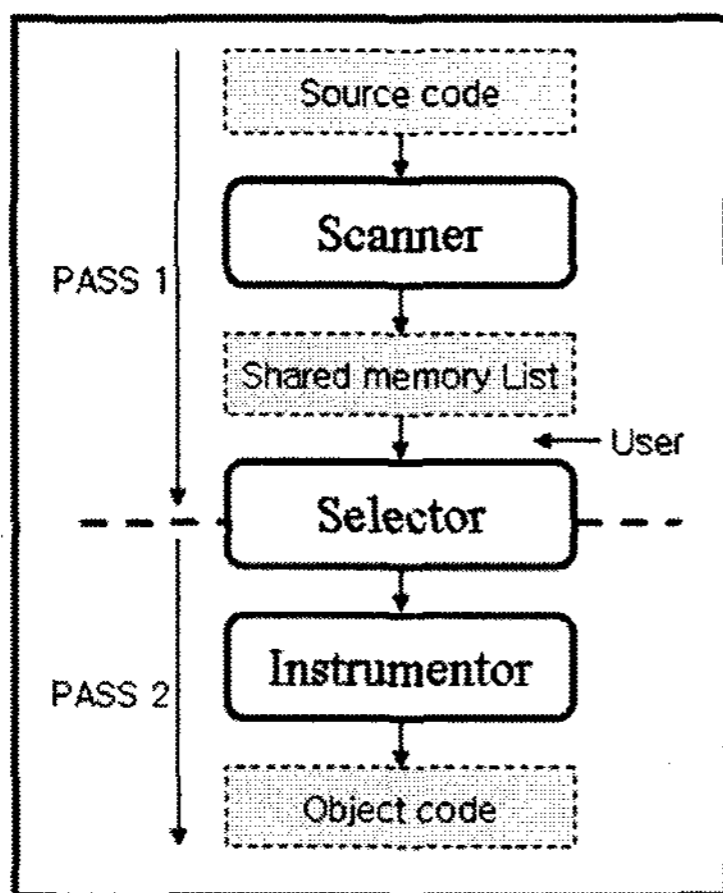 Source code
Scanner
PASS 1
Shared memory List
User
Selector
Instrumentor
PASS 2
Object code